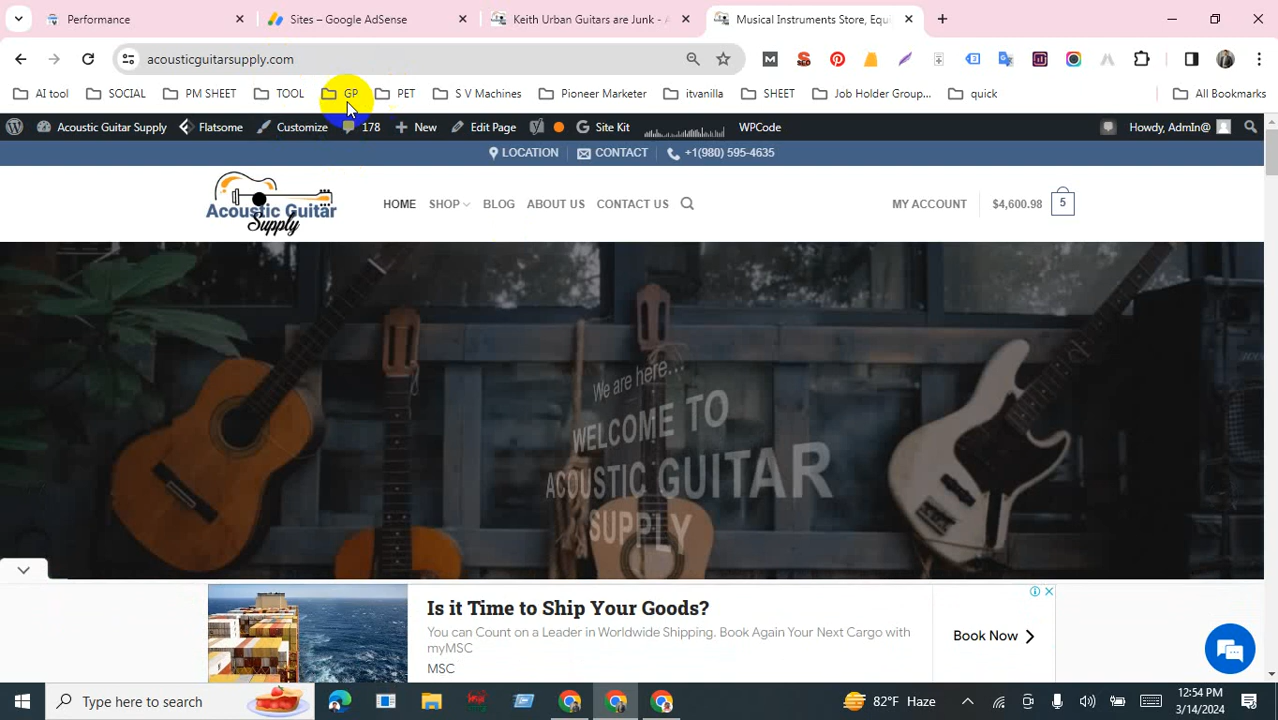 Performance
Sites – Google AdSense
Keith Urban Guitars are Junk - A
Musical Instruments Store, Equi
acousticguitarsupply.com
AI tool
SOCIAL
PM SHEET
TOOL
GP
PET
S V Machines
Pioneer Marketer
itvanilla
SHEET
Job Holder Group...
quick
All Bookmarks
Acoustic Guitar Supply
Flatsome
Customize
178
New
Edit Page
Site Kit
WPCode
Howdy, AdmIn@
LOCATION
CONTACT
+1(980) 595-4635
Acoustic Guitar
Supply
HOME
SHOP
BLOG
ABOUT US
CONTACT US
MY ACCOUNT
$4,600.98
5
We are here...
WELCOME TO
ACOUSTIC GUITAR
SUPPLY
Is it Time to Ship Your Goods?
You can Count on a Leader in Worldwide Shipping. Book Again Your Next Cargo with
myMSC
MSC
Book Now
Type here to search
82°F Haze
12:54 PM
3/14/2024